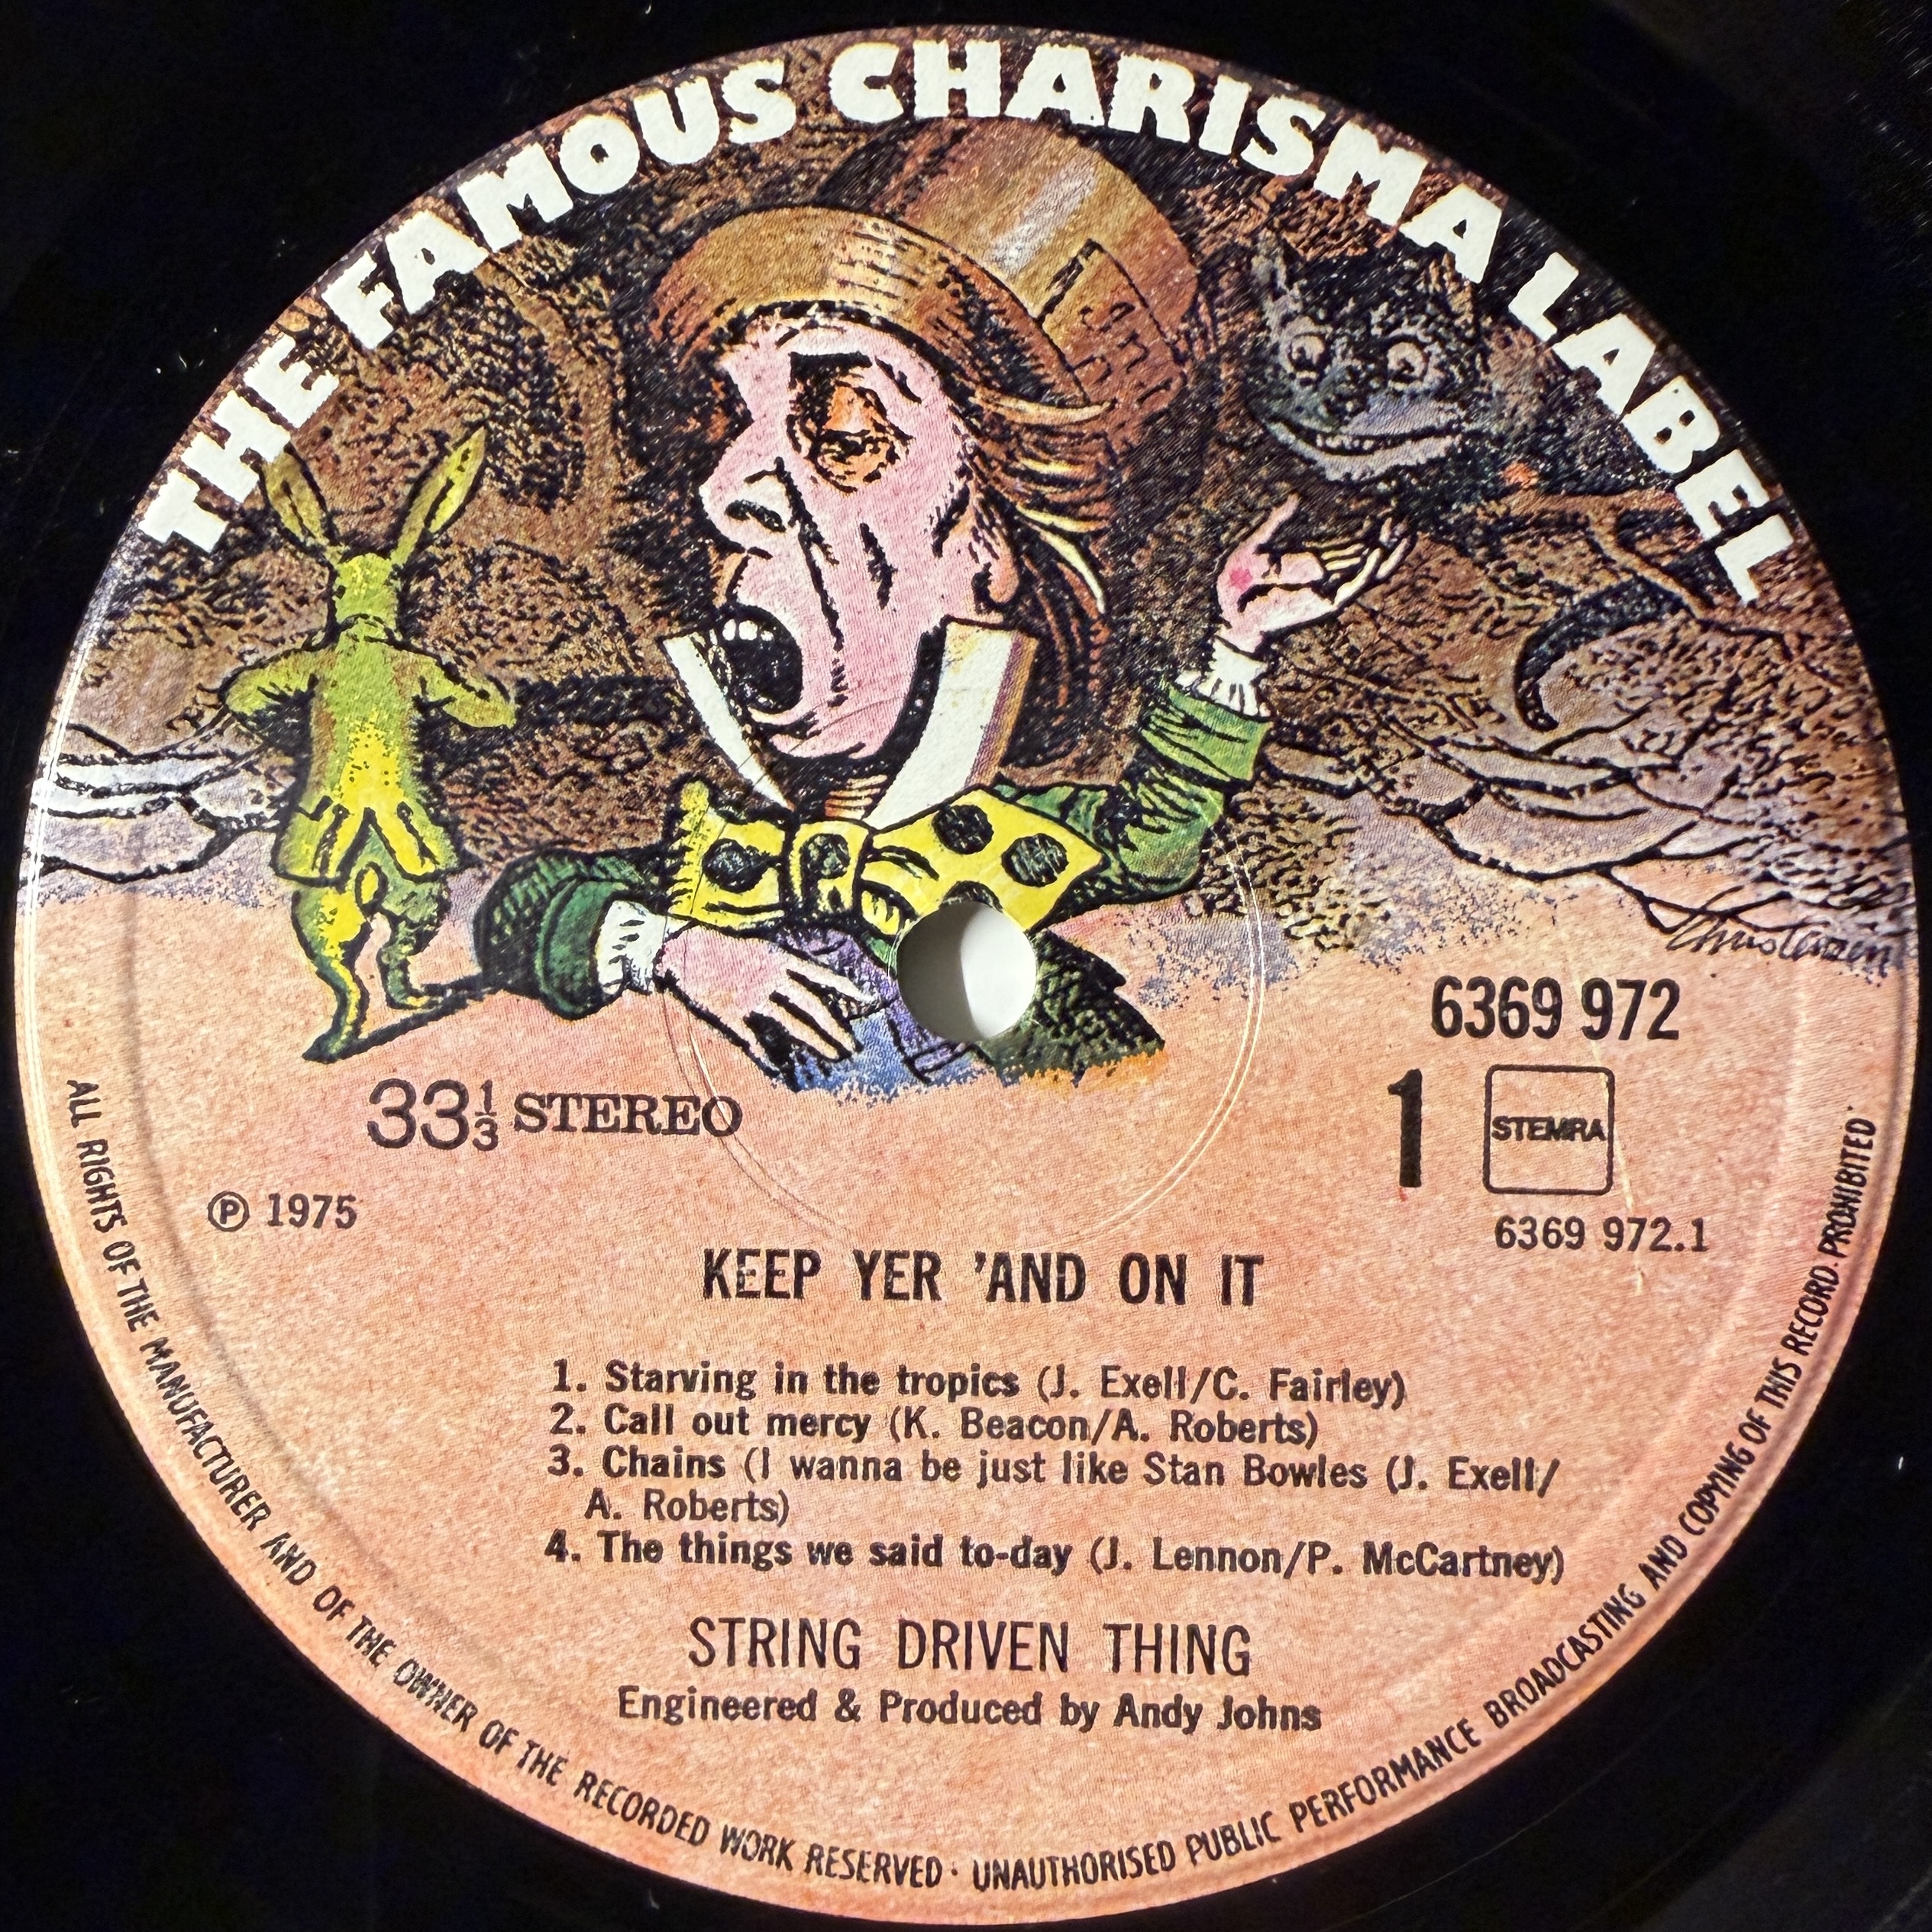 THE FAMOUS CHARISMA LABEL
6369 972
33⅓ STEREO
1
STEMRA
℗ 1975
6369 972.1
KEEP YER 'AND ON IT
1. Starving in the tropics (J. Exell/C. Fairley)
2. Call out mercy (K. Beacon/A. Roberts)
3. Chains (I wanna be just like Stan Bowles (J. Exell/
A. Roberts)
4. The things we said to-day (J. Lennon/P. McCartney)
STRING DRIVEN THING
Engineered & Produced by Andy Johns
ALL RIGHTS OF THE MANUFACTURER AND OF THE OWNER OF THE RECORDED WORK RESERVED · UNAUTHORISED PUBLIC PERFORMANCE BROADCASTING AND COPYING OF THIS RECORD PROHIBITED ·